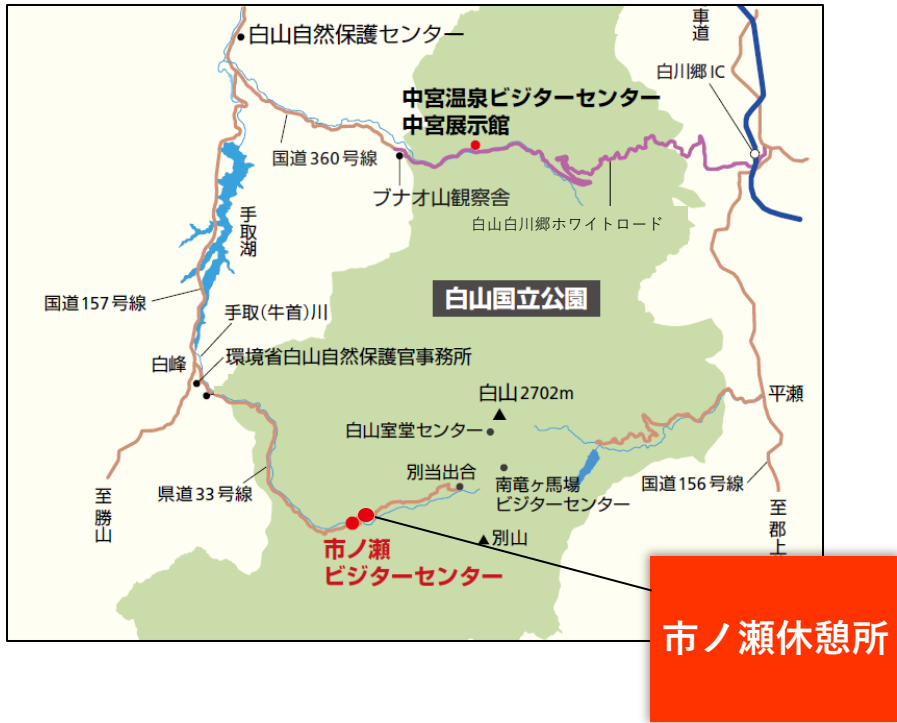 白山自然保護センター
車道
白川郷IC
中宮温泉ビジターセンター
中宮展示館
国道360号線
ブナオ山観察舎
白山白川郷ホワイトロード
手取湖
白山国立公園
国道157号線
手取(牛首)川
白峰
環境省白山自然保護官事務所
白山2702m
平瀬
白山室堂センター
別当出合
南竜ヶ馬場
ビジターセンター
国道156号線
県道33号線
至勝山
至郡上
別山
市ノ瀬
ビジターセンター
市ノ瀬休憩所